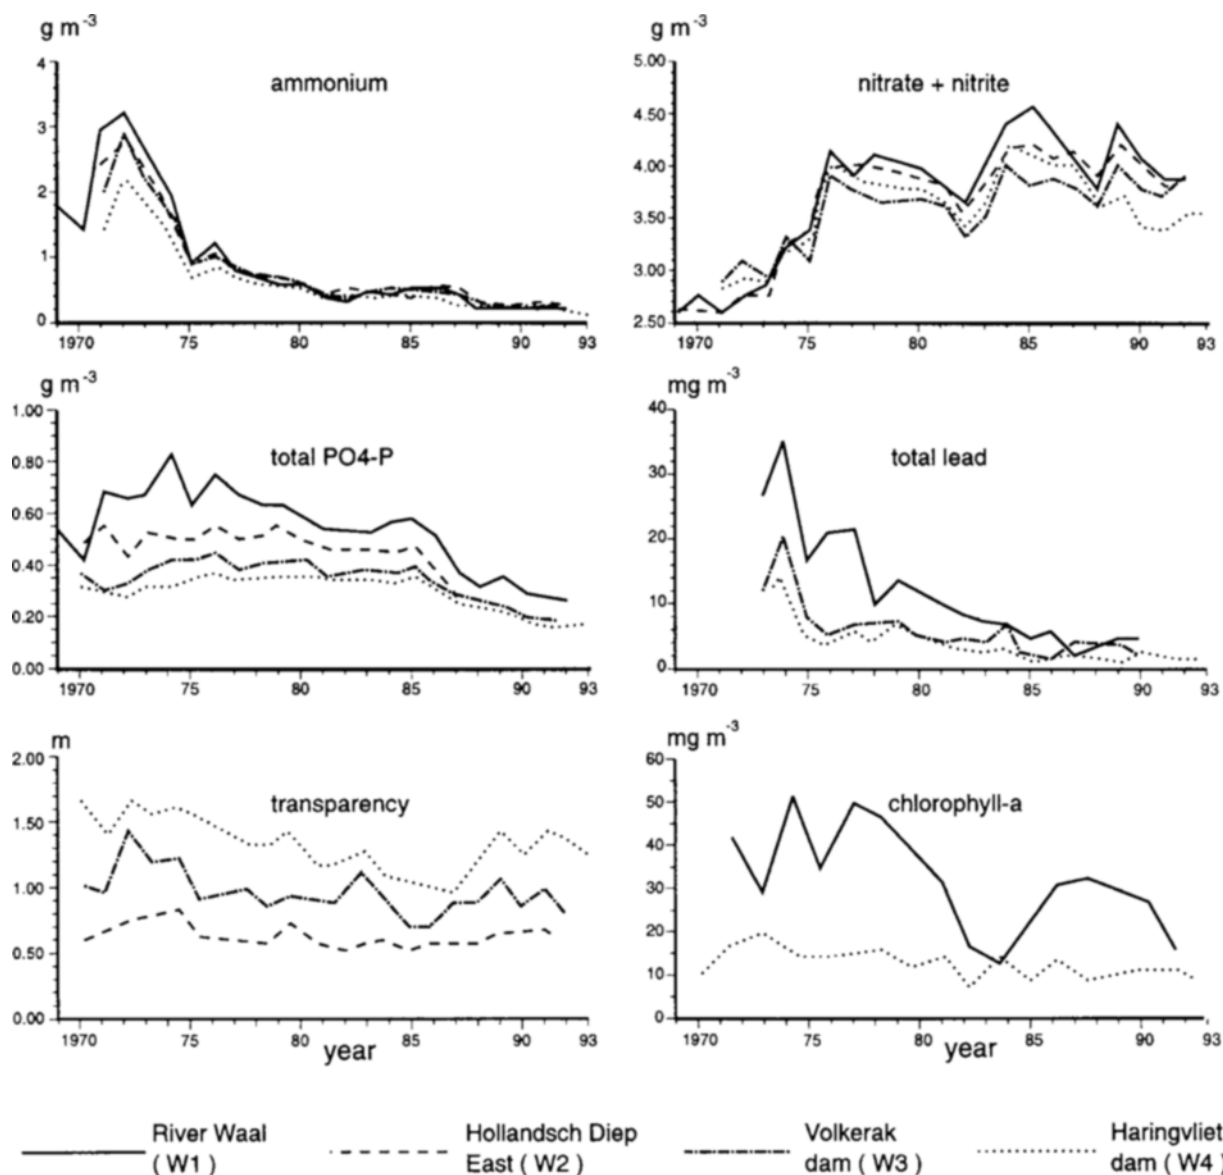 g m⁻³
ammonium
4
3
2
1
0
1970 75 80 85 90 93
g m⁻³
nitrate + nitrite
5.00
4.50
4.00
3.50
3.00
2.50
1970 75 80 85 90 93
g m⁻³
total PO4-P
1.00
0.80
0.60
0.40
0.20
0.00
1970 75 80 85 90 93
mg m⁻³
total lead
40
30
20
10
0
1970 75 80 85 90 93
m
transparency
2.00
1.50
1.00
0.50
0.00
1970 75 80 85 90 93
year
mg m⁻³
chlorophyll-a
60
50
40
30
20
10
0
1970 75 80 85 90 93
year
River Waal
( W1 )
Hollandsch Diep
East ( W2 )
Volkerak
dam ( W3 )
Haringvliet
dam ( W4 )